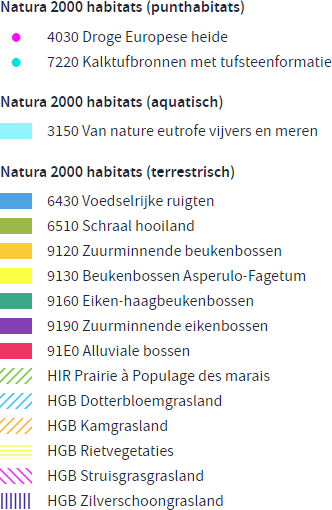 Natura 2000 habitats (punthabitats)
4030 Droge Europese heide
7220 Kalktufbronnen met tufsteenformatie
Natura 2000 habitats (aquatisch)
3150 Van nature eutrofe vijvers en meren
Natura 2000 habitats (terrestrisch)
6430 Voedselrijke ruigten
6510 Schraal hooiland
9120 Zuurminnende beukenbossen
9130 Beukenbossen Asperulo-Fagetum
9160 Eiken-haagbeukenbossen
9190 Zuurminnende eikenbossen
91E0 Alluviale bossen
HIR Prairie à Populage des marais
HGB Dotterbloemgrasland
HGB Kamgrasland
HGB Rietvegetaties
HGB Struisgrasgrasland
HGB Zilverschoongrasland